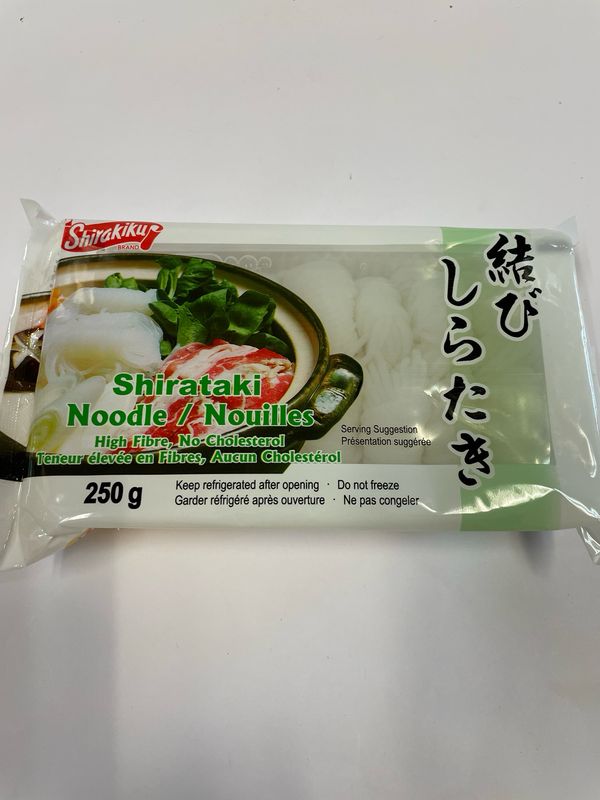 Shirakiku
BRAND
結び
しらたき
Shirataki
Noodle / Nouilles
High Fibre, No Cholesterol
Teneur élevée en Fibres, Aucun Cholestérol
Serving Suggestion
Présentation suggérée
250 g
Keep refrigerated after opening · Do not freeze
Garder réfrigéré après ouverture · Ne pas congeler